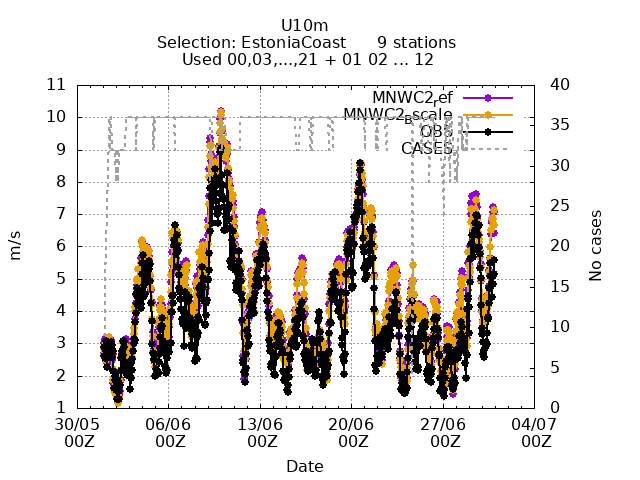 U10m
Selection: EstoniaCoast 9 stations
Used 00,03,...,21 + 01 02 ... 12
MNWC2_ref
MNWC2_Bscale
OBS
CASES
11
10
9
8
7
6
5
4
3
2
1
m/s
40
35
30
25
20
15
10
5
0
No cases
30/05 06/06 13/06 20/06 27/06 04/07
00Z 00Z 00Z 00Z 00Z 00Z
Date